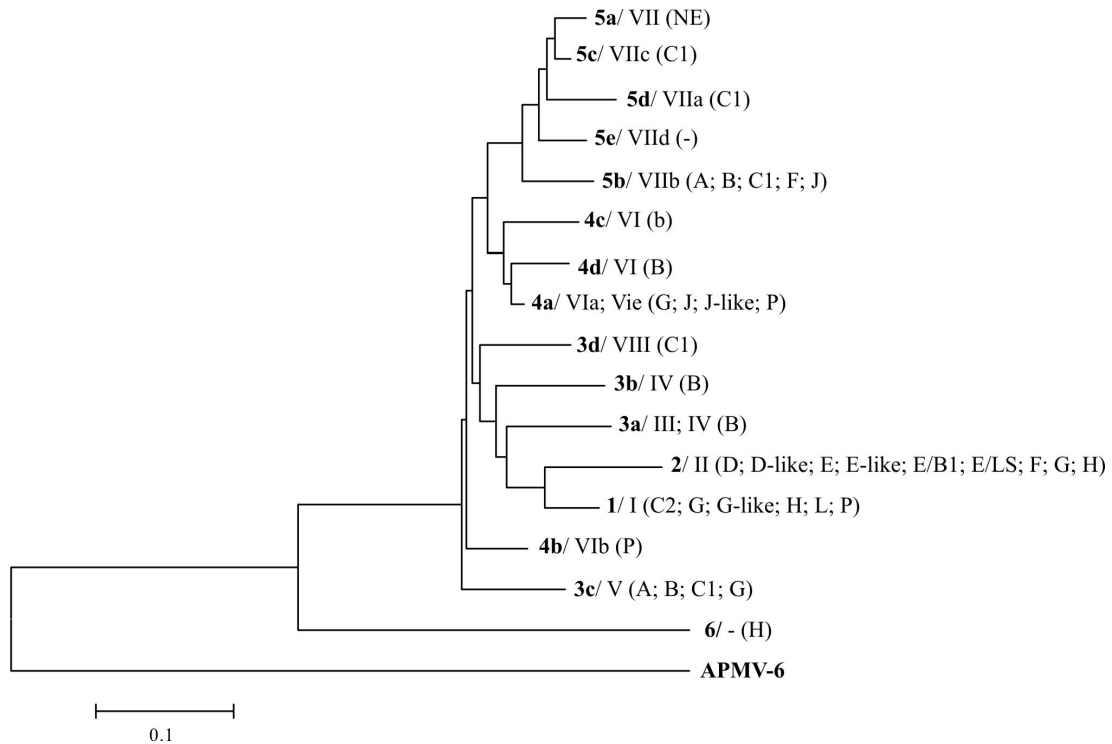 5a/ VII (NE)
5c/ VIIc (C1)
5d/ VIIa (C1)
5e/ VIId (-)
5b/ VIIb (A; B; C1; F; J)
4c/ VI (b)
4d/ VI (B)
4a/ VIa; Vie (G; J; J-like; P)
3d/ VIII (C1)
3b/ IV (B)
3a/ III; IV (B)
2/ II (D; D-like; E; E-like; E/B1; E/LS; F; G; H)
1/ I (C2; G; G-like; H; L; P)
4b/ VIb (P)
3c/ V (A; B; C1; G)
6/ - (H)
APMV-6
0.1